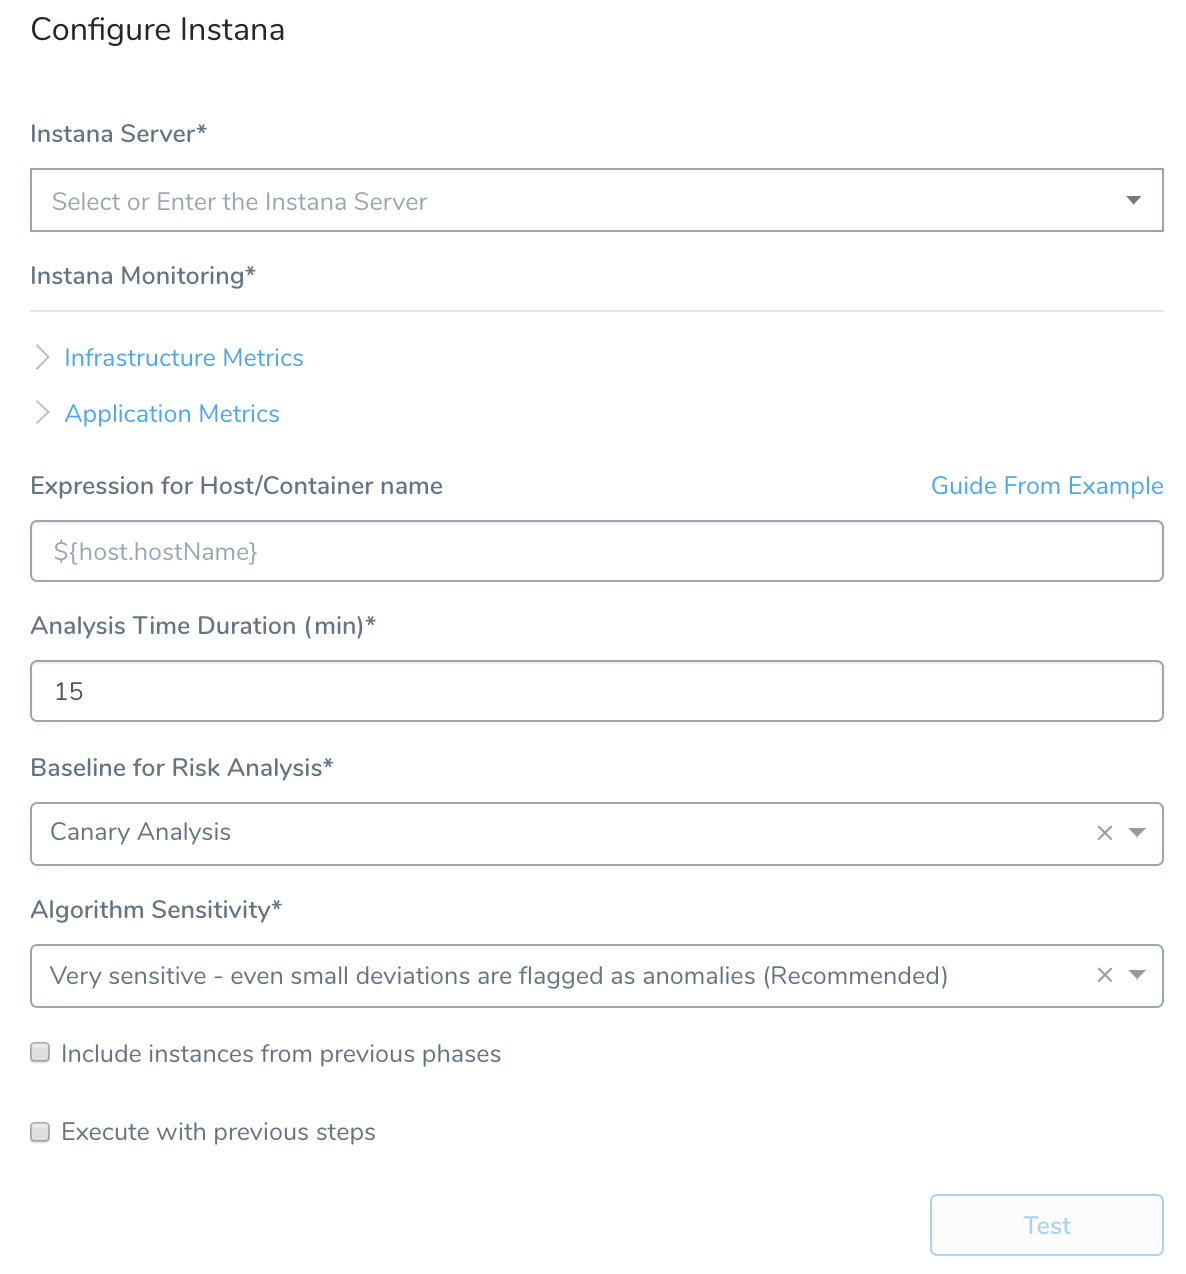 Configure Instana
Instana Server*
Select or Enter the Instana Server
Instana Monitoring*
Infrastructure Metrics
Application Metrics
Expression for Host/Container name
Guide From Example
${host.hostName}
Analysis Time Duration (min)*
15
Baseline for Risk Analysis*
Canary Analysis
Algorithm Sensitivity*
Very sensitive - even small deviations are flagged as anomalies (Recommended)
Include instances from previous phases
Execute with previous steps
Test